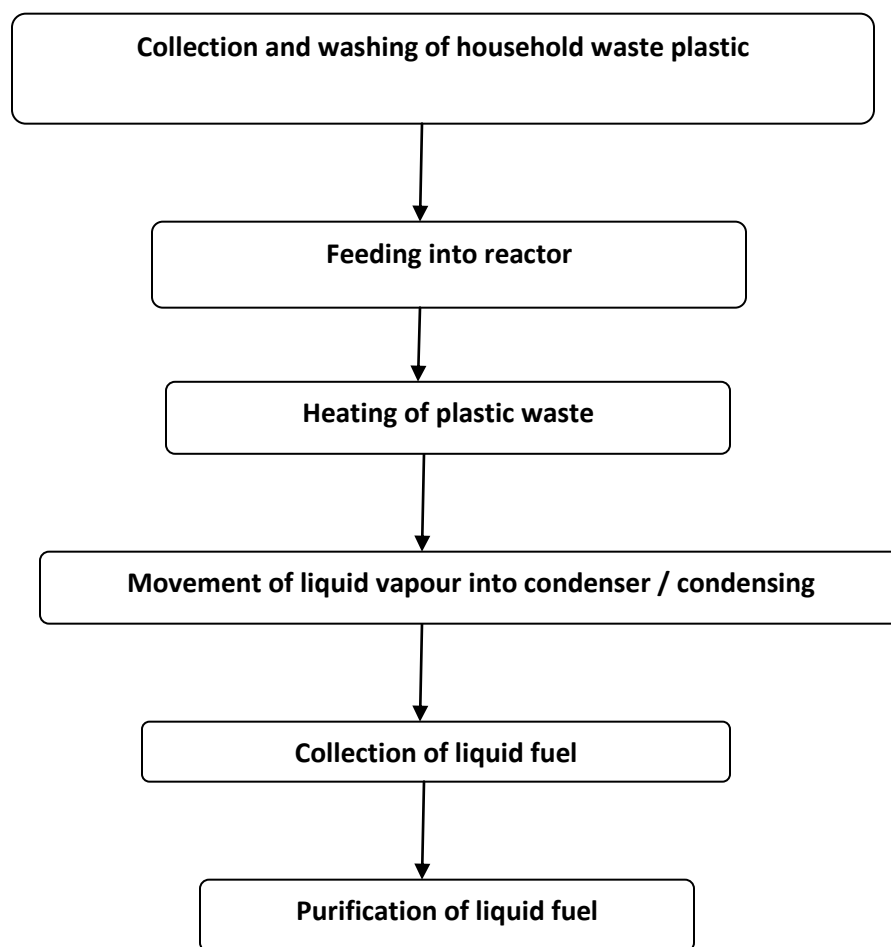 Collection and washing of household waste plastic
Feeding into reactor
Heating of plastic waste
Movement of liquid vapour into condenser / condensing
Collection of liquid fuel
Purification of liquid fuel